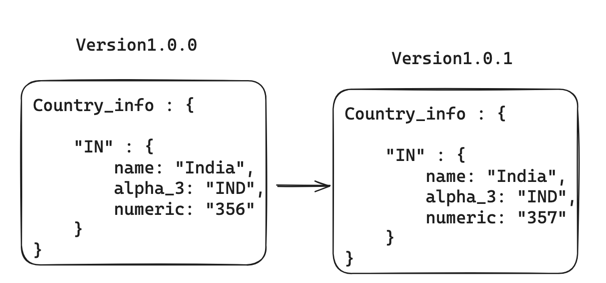 Version1.0.0
Country_info : {
"IN" : {
name: "India",
alpha_3: "IND",
numeric: "356"
}
}
Version1.0.1
Country_info : {
"IN" : {
name: "India",
alpha_3: "IND",
numeric: "357"
}
}